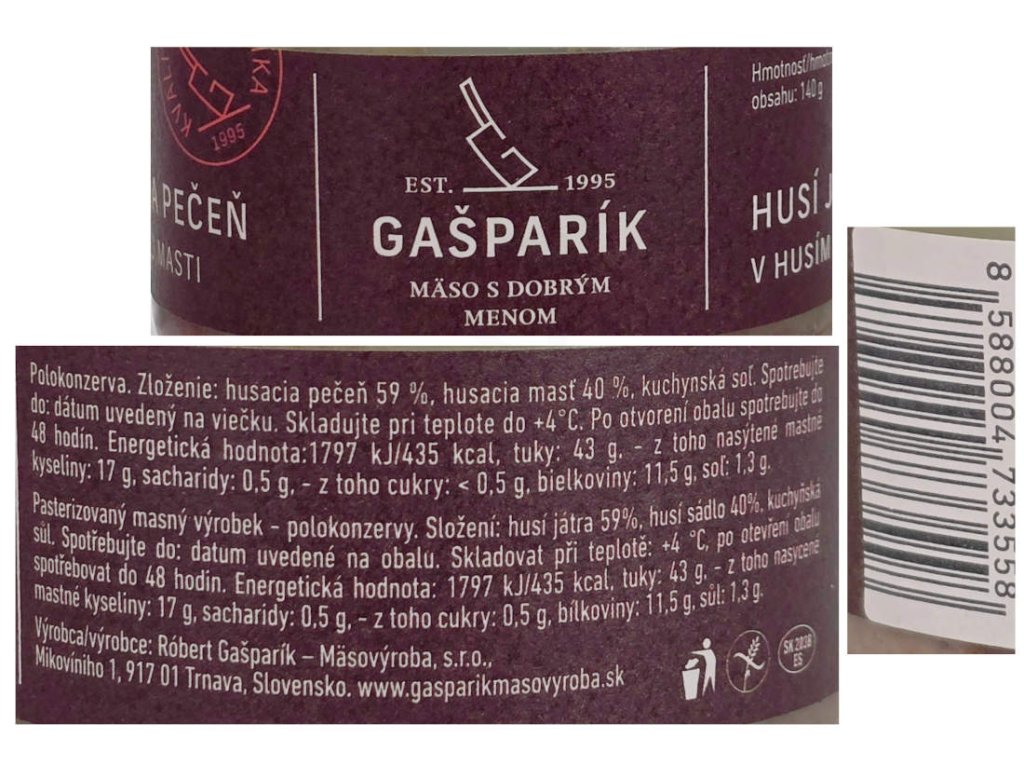 KA
1995
PEČEŇ
MASTI
EST. 1995
GAŠPARÍK
MÄSO S DOBRÝM
MENOM
obsahu: 140 g
HUSÍ
V HUSÍM
Polokonzerva. Zloženie: husacia pečeň 59 %, husacia masť 40 %, kuchynská soľ. Spotrebujte
do: dátum uvedený na viečku. Skladujte pri teplote do +4°C. Po otvorení obalu spotrebujte do
48 hodín. Energetická hodnota:1797 kJ/435 kcal, tuky: 43 g, - z toho nasýtené mastné
kyseliny: 17 g, sacharidy: 0,5 g, - z toho cukry: < 0,5 g, bielkoviny: 11,5 g, soľ: 1,3 g.
Pasterizovaný masný výrobek - polokonzervy. Složení: husí játra 59%, husí sádlo 40%, kuchyňská
sůl. Spotřebujte do: datum uvedené na obalu. Skladovat při teplotě: +4 °C, po otevření obalu
spotřebovat do 48 hodin. Energetická hodnota: 1797 kJ/435 kcal, tuky: 43 g, - z toho nasycené
mastné kyseliny: 17 g, sacharidy: 0,5 g, - z toho cukry: 0,5 g, bílkoviny: 11,5 g, sůl: 1,3 g.
Výrobca/výrobce: Róbert Gašparík – Mäsovýroba, s.r.o.,
Mikovíniho 1, 917 01 Trnava, Slovensko. www.gasparikmasovyroba.sk
SK 2038
ES
8 588004 733558